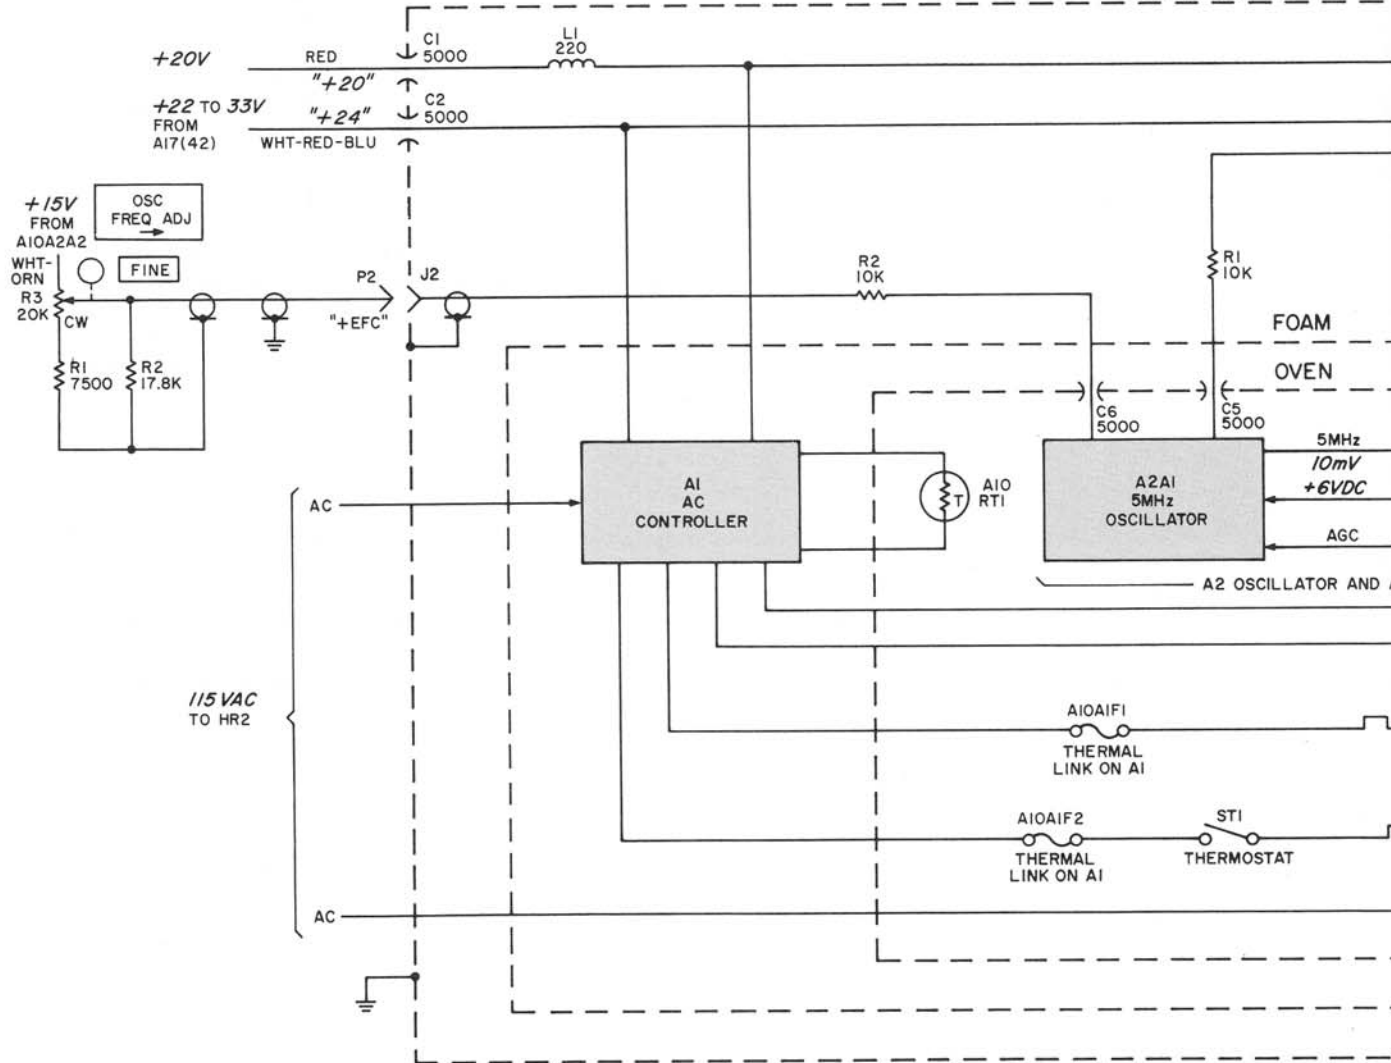 +20V
RED
"+20"
C1
5000
L1
220
+22 TO 33V
FROM
A17(42)
"+24"
WHT-RED-BLU
C2
5000
+15V
FROM
A10A2A2
WHT-
ORN
R3
20K
CW
OSC
FREQ ADJ
FINE
R1
7500
R2
17.8K
P2
J2
"+EFC"
R2
10K
R1
10K
FOAM
OVEN
C6
5000
C5
5000
A1
AC
CONTROLLER
A10
RT1
T
A2A1
5MHz
OSCILLATOR
5MHz
10mV
+6VDC
AGC
A2 OSCILLATOR AND
AC
115 VAC
TO HR2
A10A1F1
THERMAL
LINK ON A1
A10A1F2
THERMAL
LINK ON A1
ST1
THERMOSTAT
AC